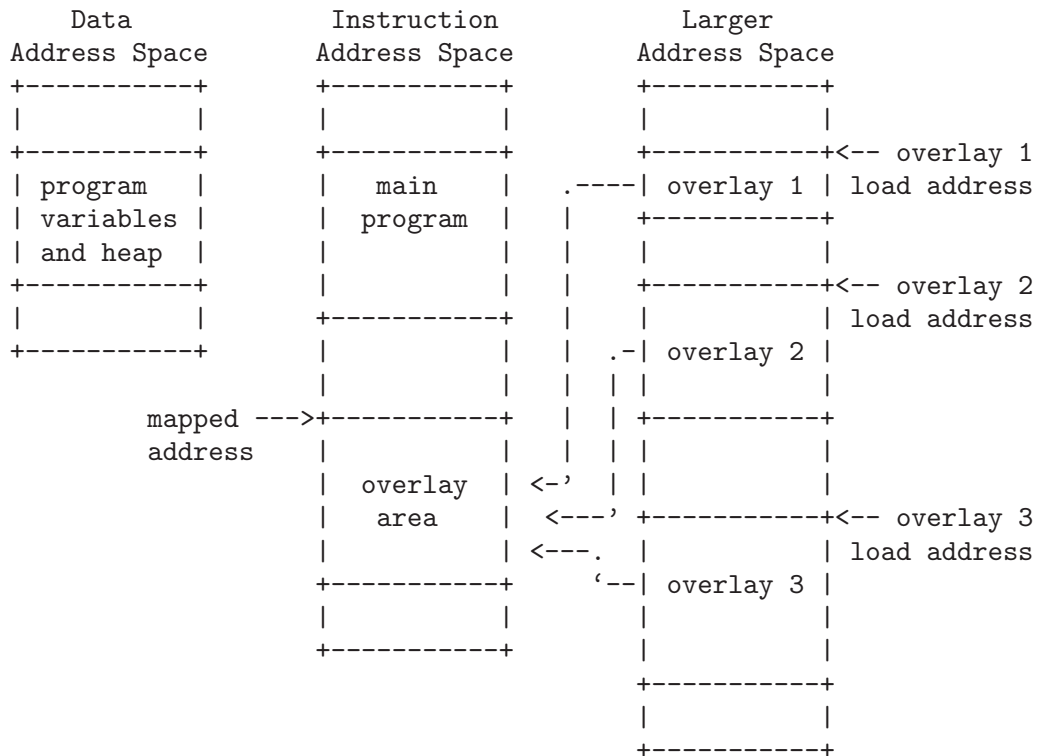 Data             Instruction           Larger
Address Space       Address Space       Address Space
+-----------+       +-----------+       +-----------+
|           |       |           |       |           |
+-----------+       +-----------+       +-----------+<-- overlay 1
| program   |       |   main    |   .----| overlay 1 | load address
| variables |       |  program  |   |    +-----------+
| and heap  |       |           |   |    |           |
+-----------+       |           |   |    +-----------+<-- overlay 2
|           |       +-----------+   |    |           | load address
+-----------+       |           |   |  .-| overlay 2 |
                    |           |   |  | |           |
         mapped --->+-----------+   |  | +-----------+
         address    |           |   |  | |           |
                    |  overlay  | <-’  | |           |
                    |   area    |  <---’ +-----------+<-- overlay 3
                    |           | <---.  |           | load address
                    +-----------+     ‘--| overlay 3 |
                    |           |        |           |
                    +-----------+        |           |
                                         +-----------+
                                         |           |
                                         +-----------+